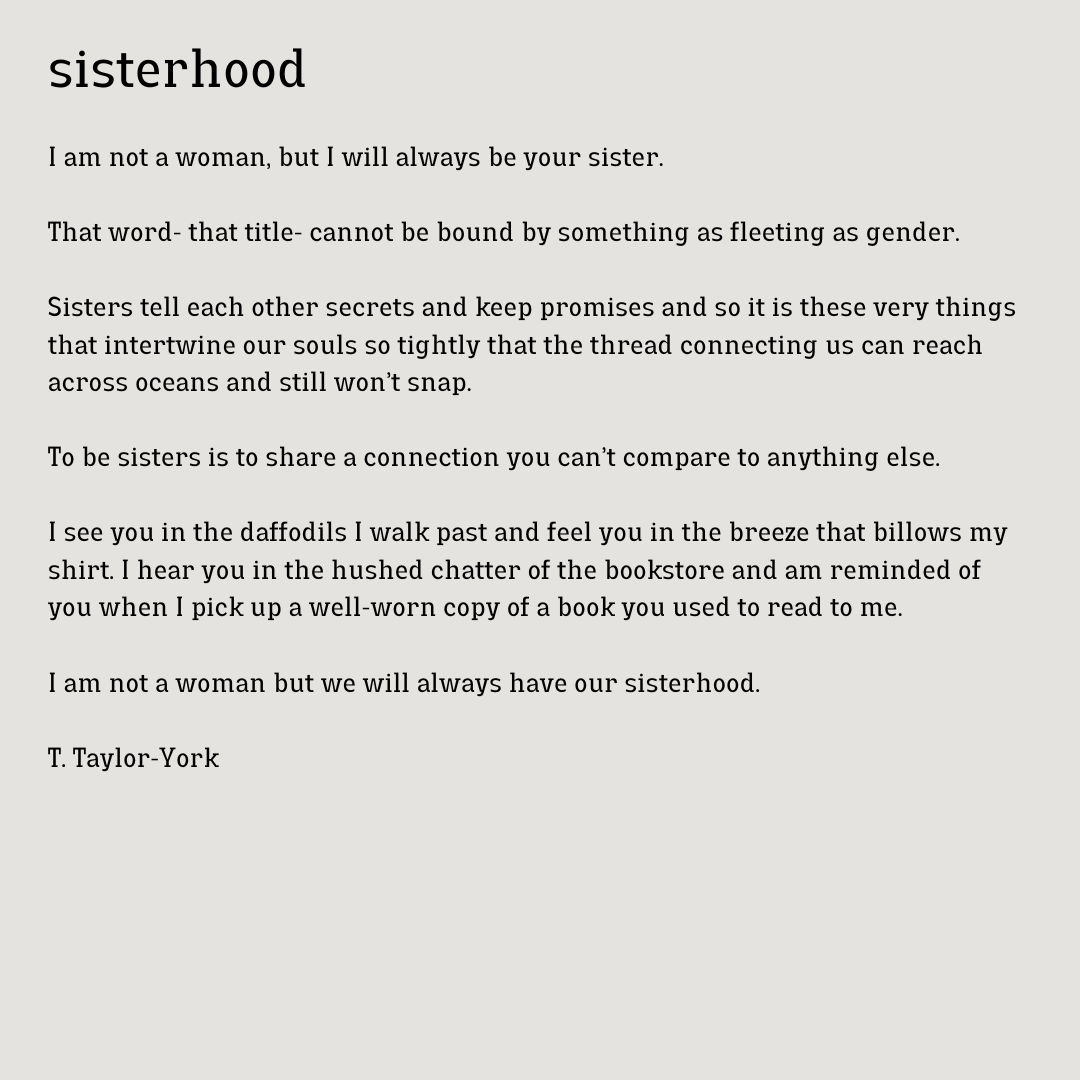 sisterhood
I am not a woman, but I will always be your sister.
That word- that title- cannot be bound by something as fleeting as gender.
Sisters tell each other secrets and keep promises and so it is these very things
that intertwine our souls so tightly that the thread connecting us can reach
across oceans and still won’t snap.
To be sisters is to share a connection you can’t compare to anything else.
I see you in the daffodils I walk past and feel you in the breeze that billows my
shirt. I hear you in the hushed chatter of the bookstore and am reminded of
you when I pick up a well-worn copy of a book you used to read to me.
I am not a woman but we will always have our sisterhood.
T. Taylor-York